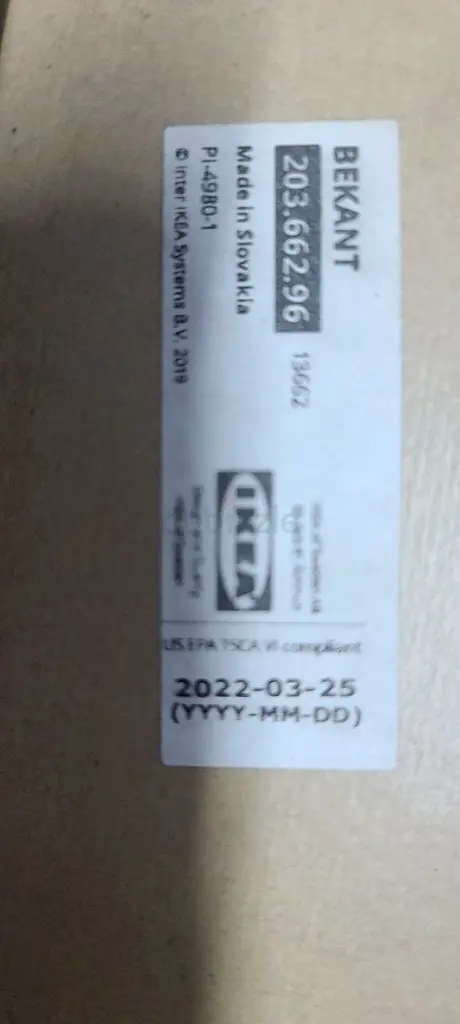 BEKANT
203.662.96
13662
Made in Slovakia
PI-4980-1
© Inter IKEA Systems B.V. 2019
IKEA
US EPA TSCA VI compliant
2022-03-25
(YYYY-MM-DD)